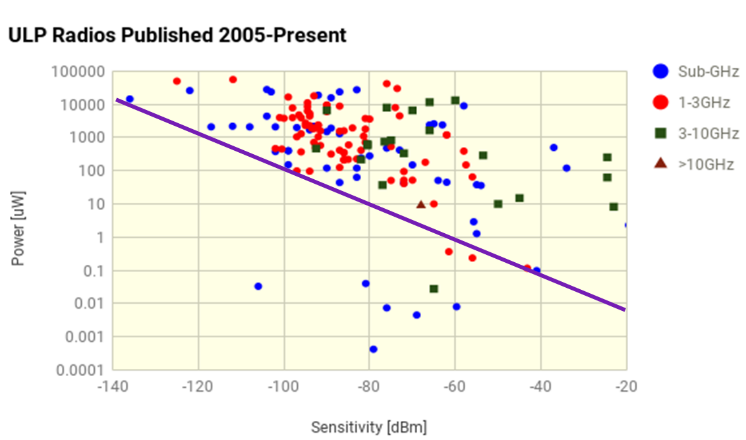 ULP Radios Published 2005-Present
100000
10000
1000
100
10
1
0.1
0.01
0.001
0.0001
Power [uW]
-140
-120
-100
-80
-60
-40
-20
Sensitivity [dBm]
Sub-GHz
1-3GHz
3-10GHz
>10GHz